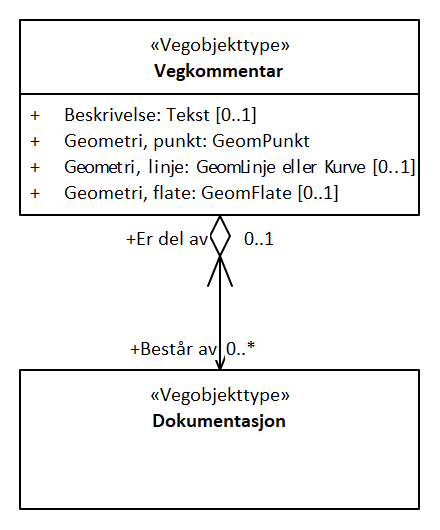 «Vegobjekttype»
Vegkommentar
+ Beskrivelse: Tekst [0..1]
+ Geometri, punkt: GeomPunkt
+ Geometri, linje: GeomLinje eller Kurve [0..1]
+ Geometri, flate: GeomFlate [0..1]
+Er del av 0..1
+Består av 0..*
«Vegobjekttype»
Dokumentasjon